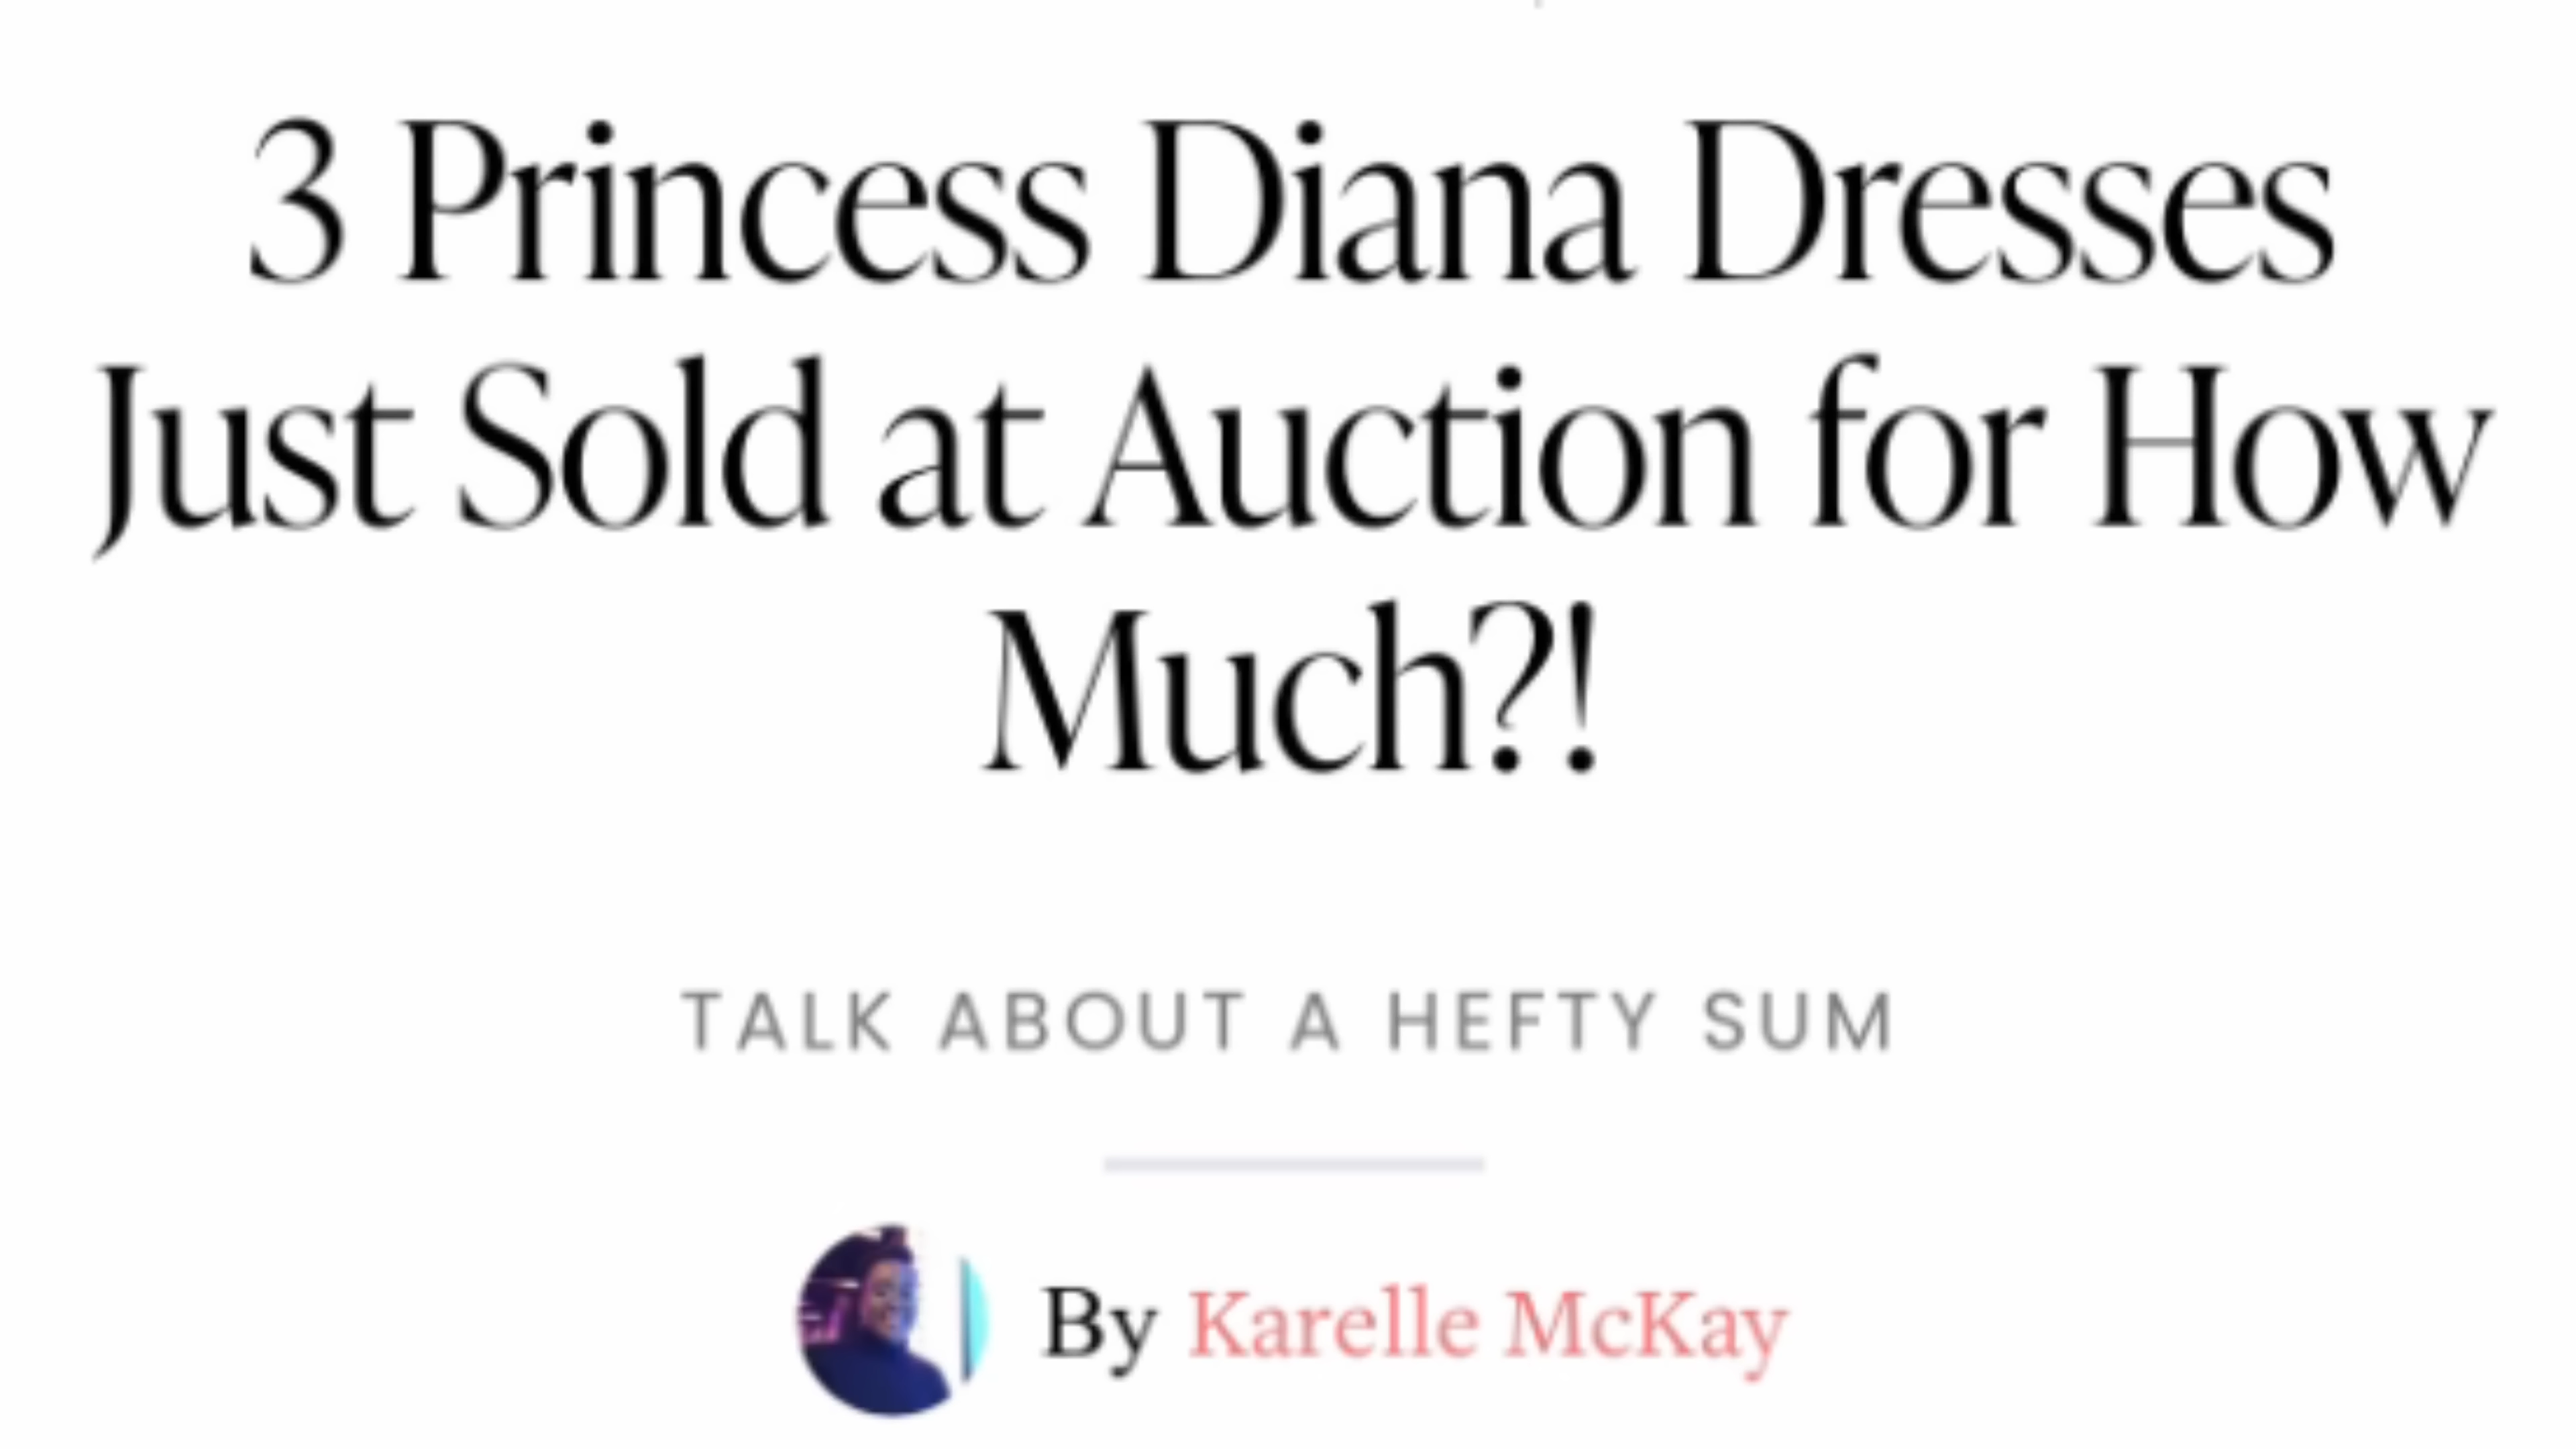 3 Princess Diana Dresses
Just Sold at Auction for How
Much?!
TALK ABOUT A HEFTY SUM
By Karelle McKay